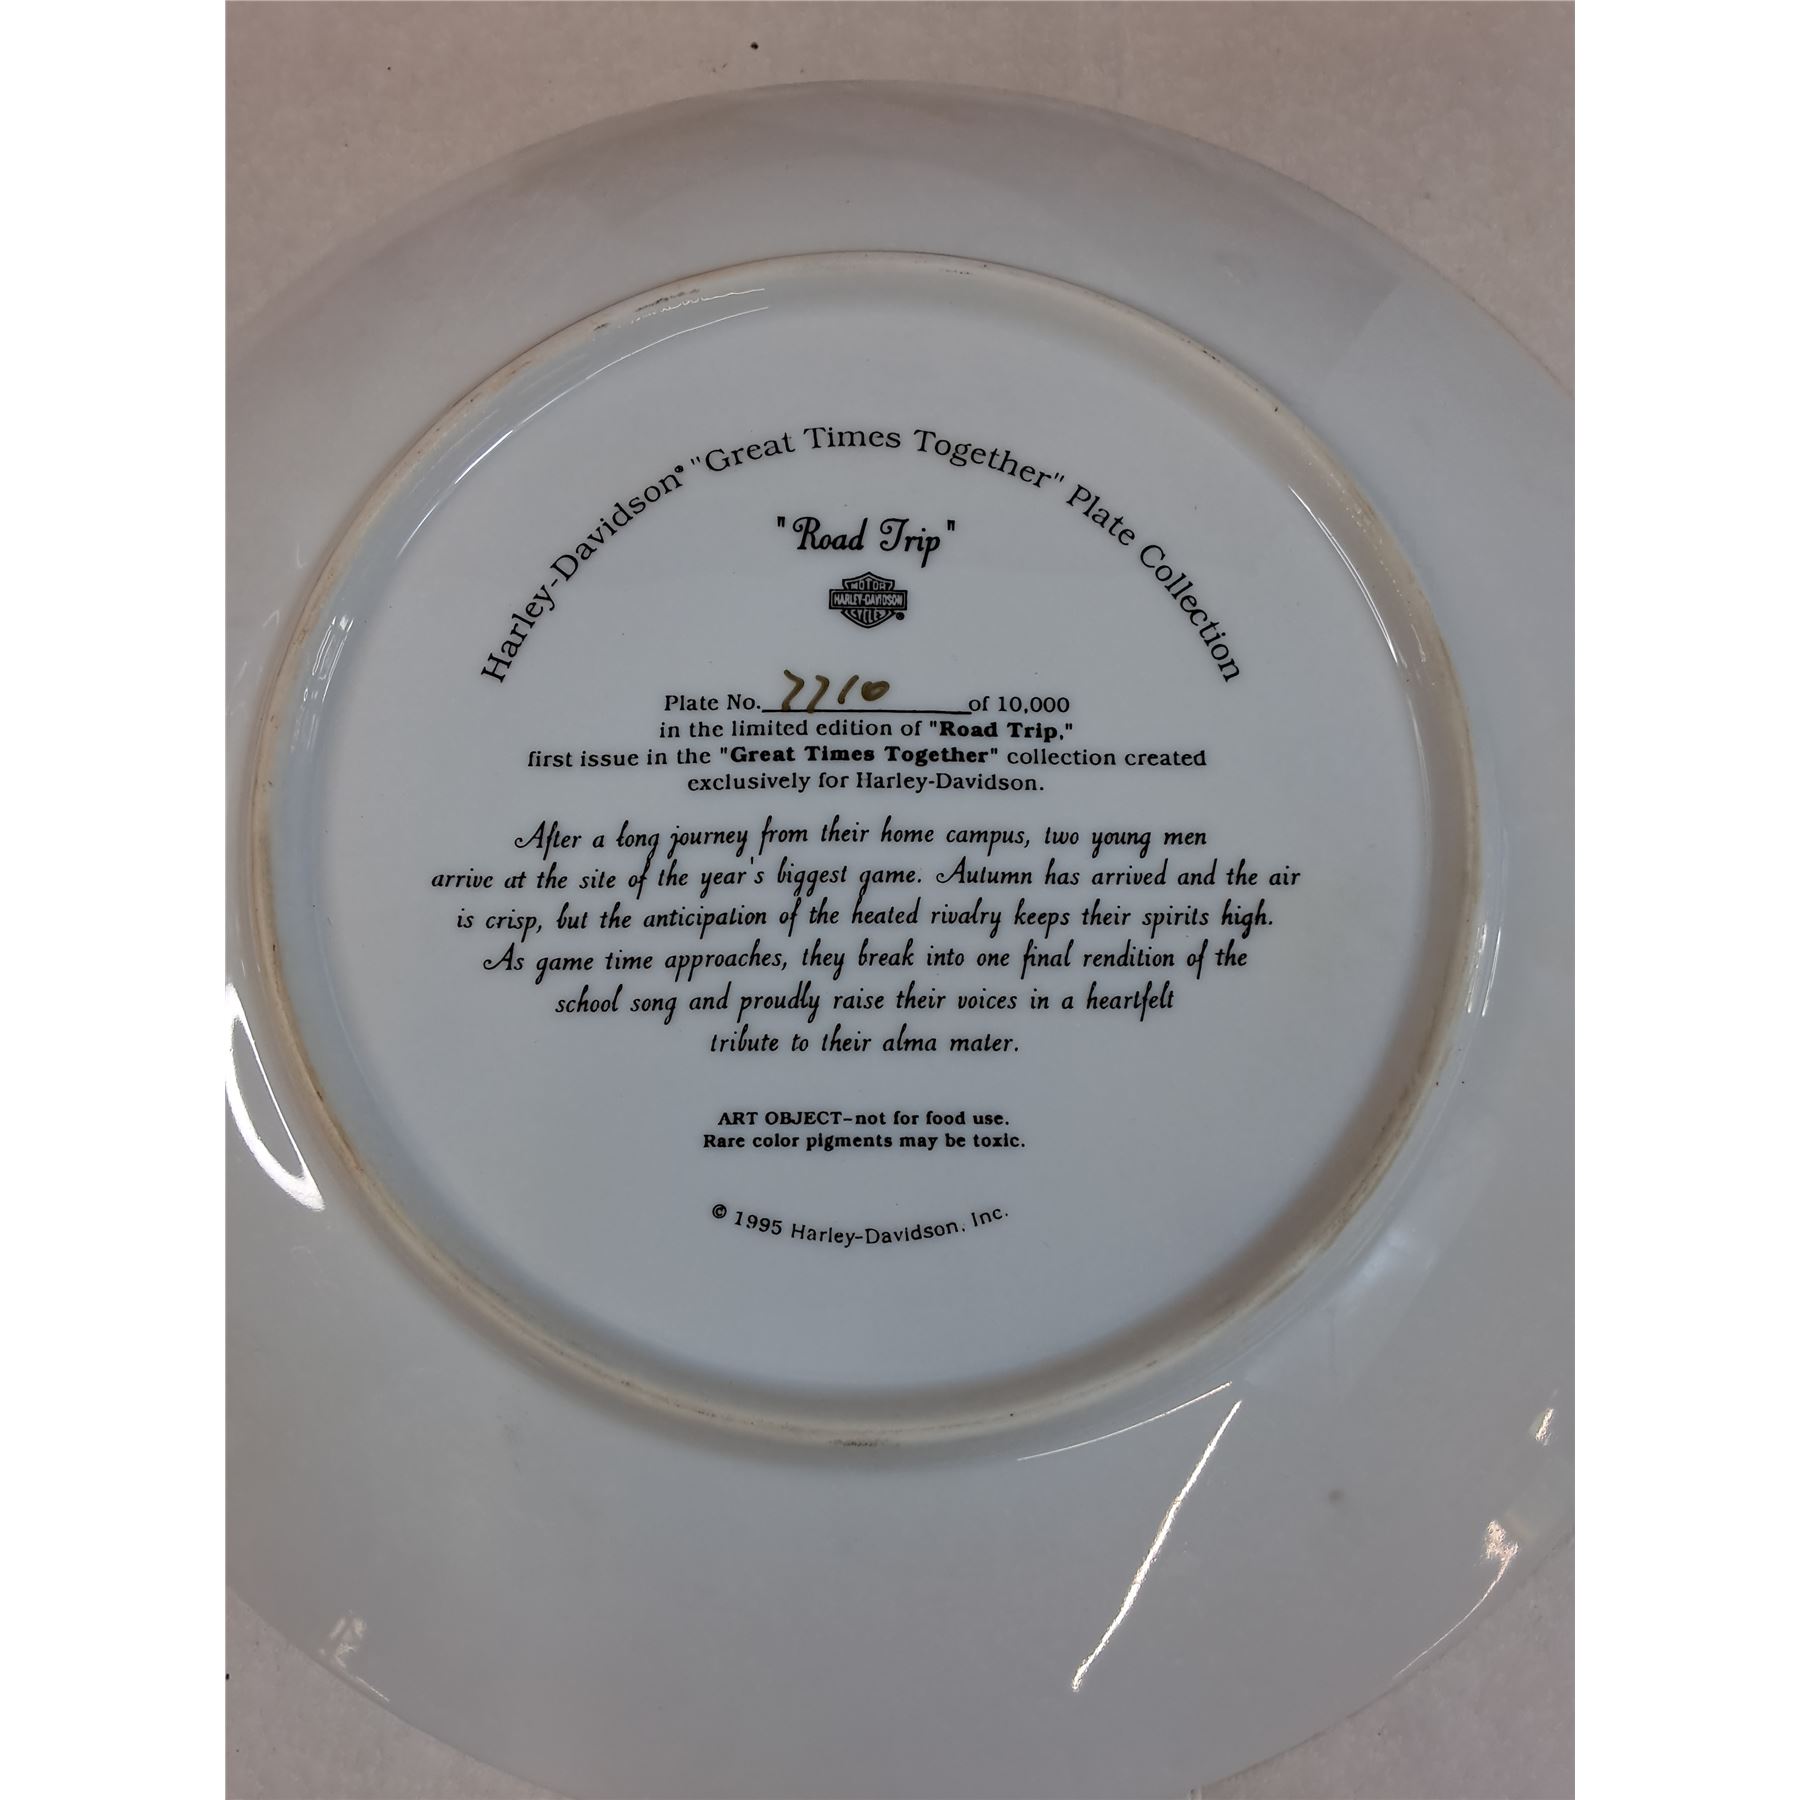 Harley-Davidson® "Great Times Together" Plate Collection
"Road Trip"
MOTOR
HARLEY-DAVIDSON
CYCLES ®
Plate No. 7710 of 10,000
in the limited edition of "Road Trip,"
first issue in the "Great Times Together" collection created
exclusively for Harley-Davidson.
After a long journey from their home campus, two young men
arrive at the site of the year's biggest game. Autumn has arrived and the air
is crisp, but the anticipation of the heated rivalry keeps their spirits high.
As game time approaches, they break into one final rendition of the
school song and proudly raise their voices in a heartfelt
tribute to their alma mater.
ART OBJECT-not for food use.
Rare color pigments may be toxic.
© 1995 Harley-Davidson, Inc.